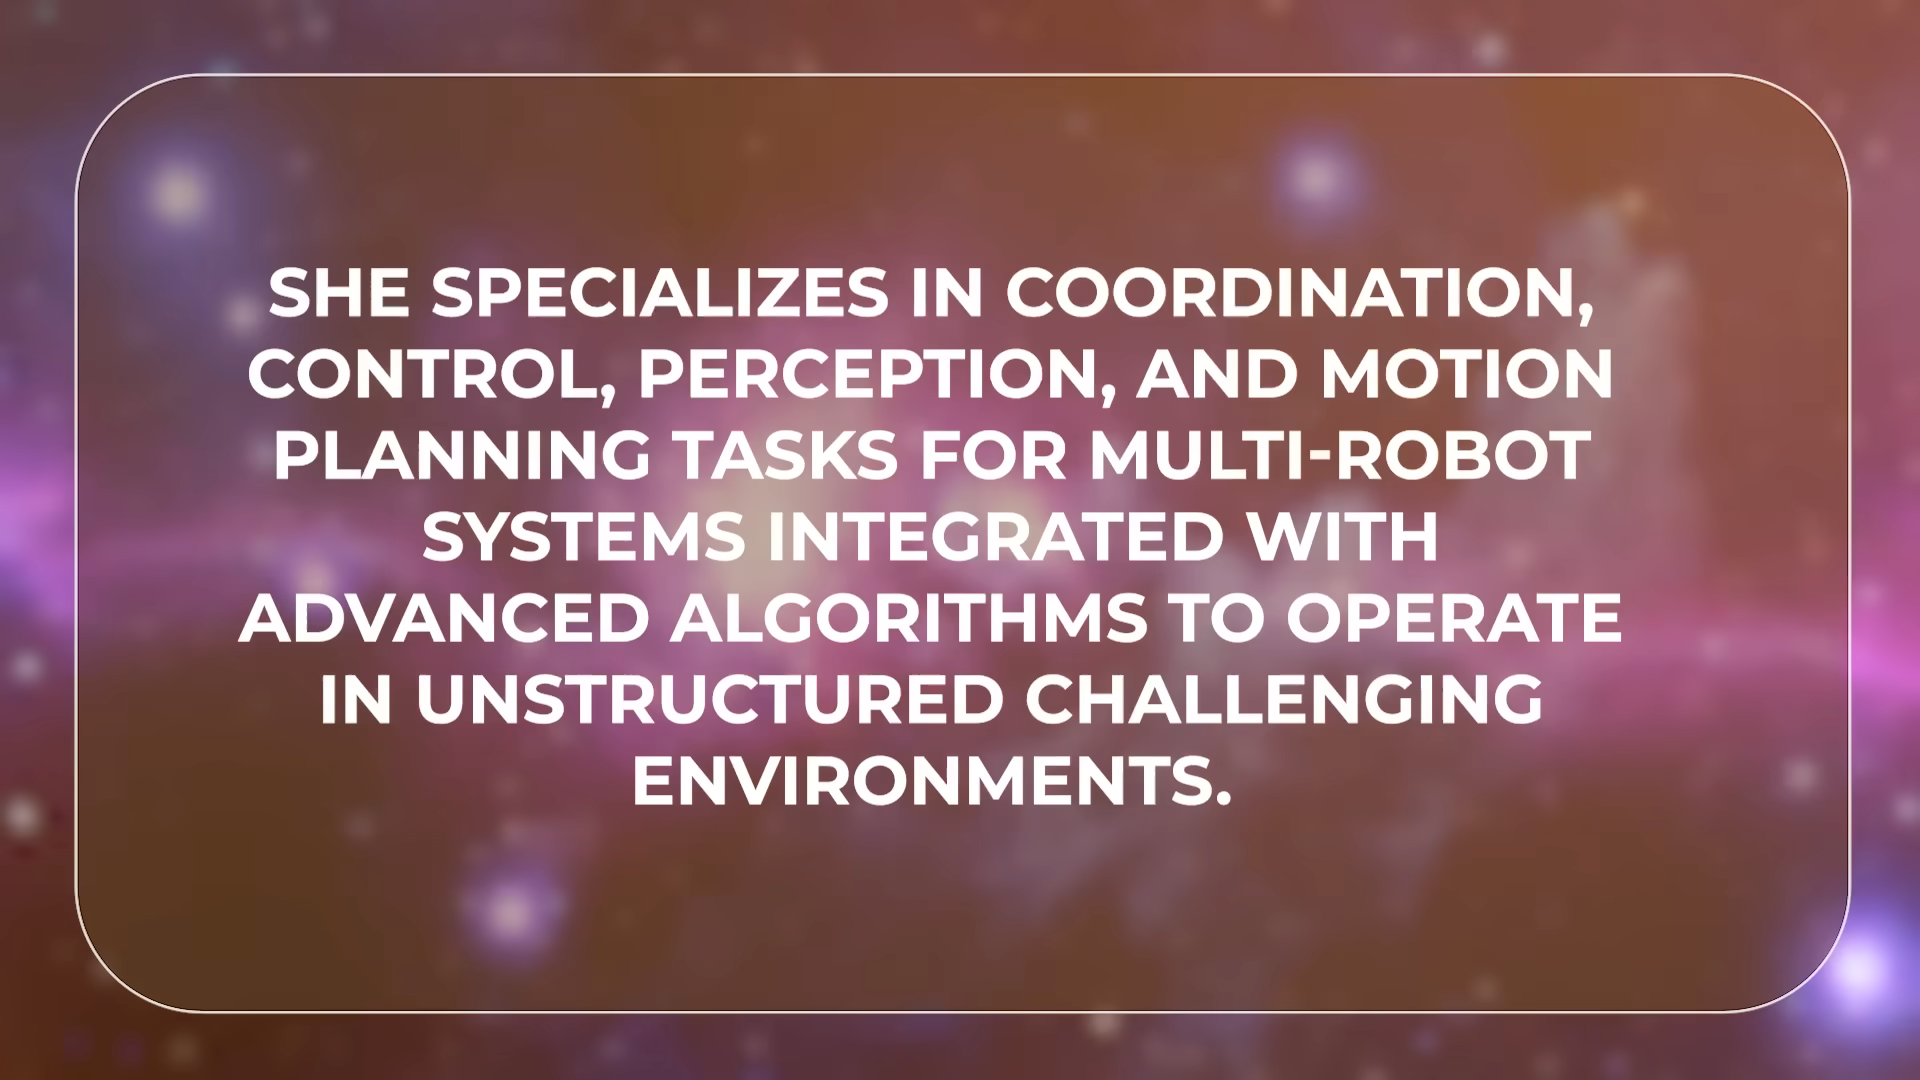 SHE SPECIALIZES IN COORDINATION,
CONTROL, PERCEPTION, AND MOTION
PLANNING TASKS FOR MULTI-ROBOT
SYSTEMS INTEGRATED WITH
ADVANCED ALGORITHMS TO OPERATE
IN UNSTRUCTURED CHALLENGING
ENVIRONMENTS.